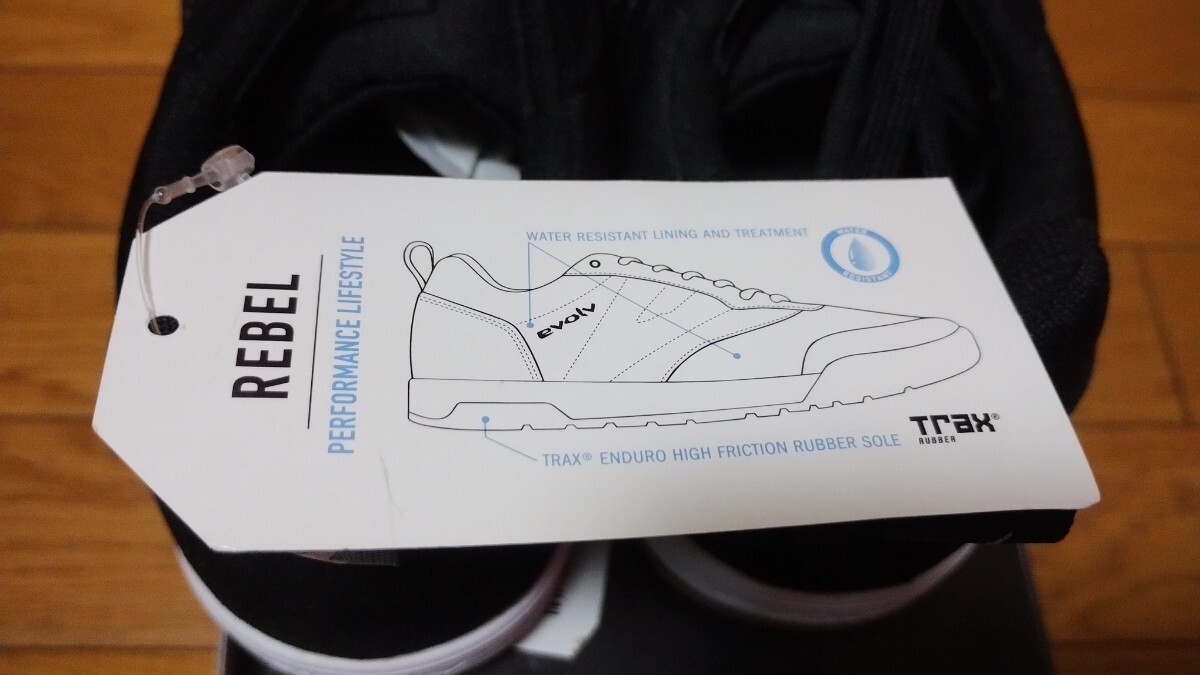 REBEL
PERFORMANCE LIFESTYLE
WATER RESISTANT LINING AND TREATMENT
WATER
RESISTANT
evolv
TRAX® ENDURO HIGH FRICTION RUBBER SOLE
Trax®
RUBBER